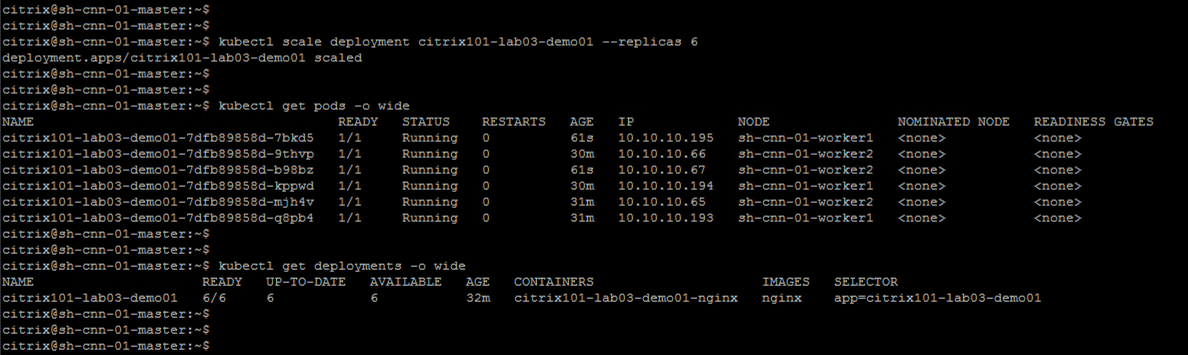 citrix@sh-cnn-01-master:~$
citrix@sh-cnn-01-master:~$
citrix@sh-cnn-01-master:~$ kubectl scale deployment citrix101-lab03-demo01 --replicas 6
deployment.apps/citrix101-lab03-demo01 scaled
citrix@sh-cnn-01-master:~$
citrix@sh-cnn-01-master:~$
citrix@sh-cnn-01-master:~$ kubectl get pods -o wide
NAME READY STATUS RESTARTS AGE IP NODE NOMINATED NODE READINESS GATES
citrix101-lab03-demo01-7dfb89858d-7bkd5 1/1 Running 0 61s 10.10.10.195 sh-cnn-01-worker1 <none> <none>
citrix101-lab03-demo01-7dfb89858d-9thvp 1/1 Running 0 30m 10.10.10.66 sh-cnn-01-worker2 <none> <none>
citrix101-lab03-demo01-7dfb89858d-b98bz 1/1 Running 0 61s 10.10.10.67 sh-cnn-01-worker2 <none> <none>
citrix101-lab03-demo01-7dfb89858d-kppwd 1/1 Running 0 30m 10.10.10.194 sh-cnn-01-worker1 <none> <none>
citrix101-lab03-demo01-7dfb89858d-mjh4v 1/1 Running 0 31m 10.10.10.65 sh-cnn-01-worker2 <none> <none>
citrix101-lab03-demo01-7dfb89858d-q8pb4 1/1 Running 0 31m 10.10.10.193 sh-cnn-01-worker1 <none> <none>
citrix@sh-cnn-01-master:~$
citrix@sh-cnn-01-master:~$
citrix@sh-cnn-01-master:~$ kubectl get deployments -o wide
NAME READY UP-TO-DATE AVAILABLE AGE CONTAINERS IMAGES SELECTOR
citrix101-lab03-demo01 6/6 6 6 32m citrix101-lab03-demo01-nginx nginx app=citrix101-lab03-demo01
citrix@sh-cnn-01-master:~$
citrix@sh-cnn-01-master:~$
citrix@sh-cnn-01-master:~$